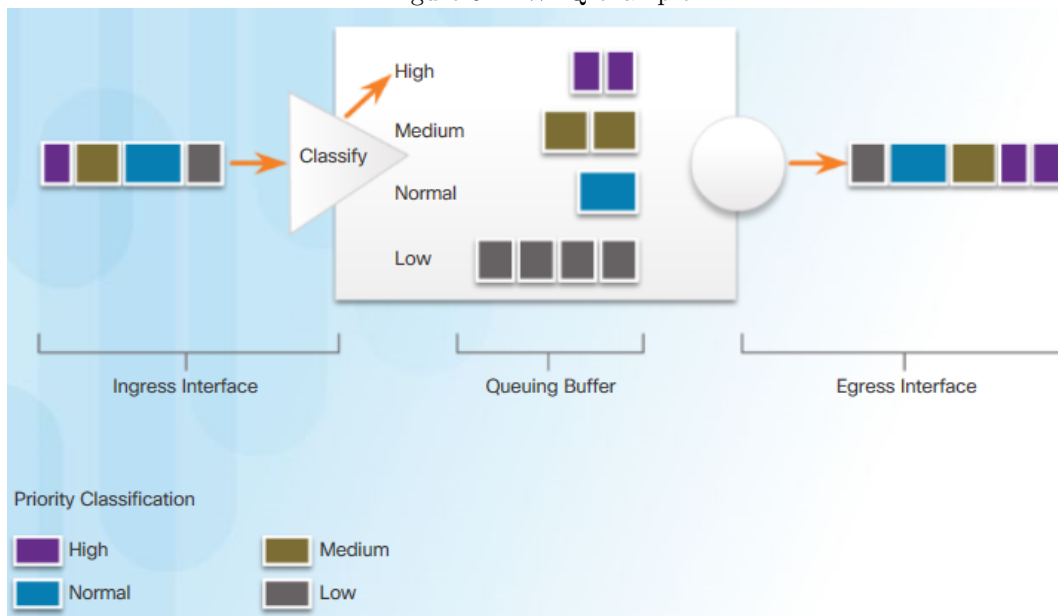 High
Medium
Classify
Normal
Low
Ingress Interface
Queuing Buffer
Egress Interface
Priority Classification
High
Medium
Normal
Low